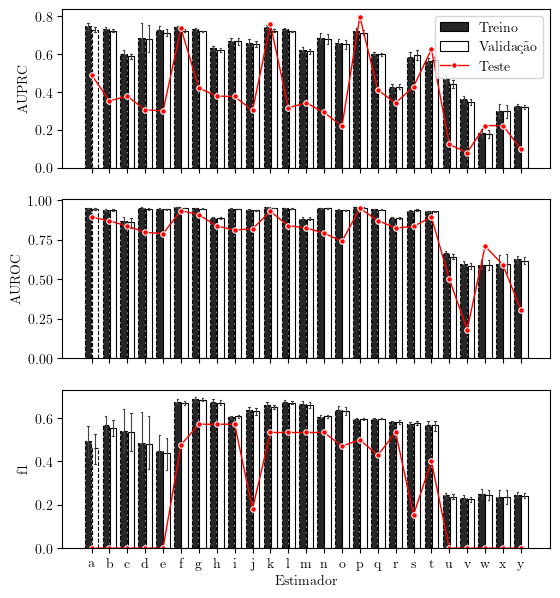 0.8
0.6
0.4
0.2
0.0
AUPRC
Treino
Validação
Teste
1.00
0.75
0.50
0.25
0.00
AUROC
0.6
0.4
0.2
0.0
f1
a b c d e f g h i j k l m n o p q r s t u v w x y
Estimador